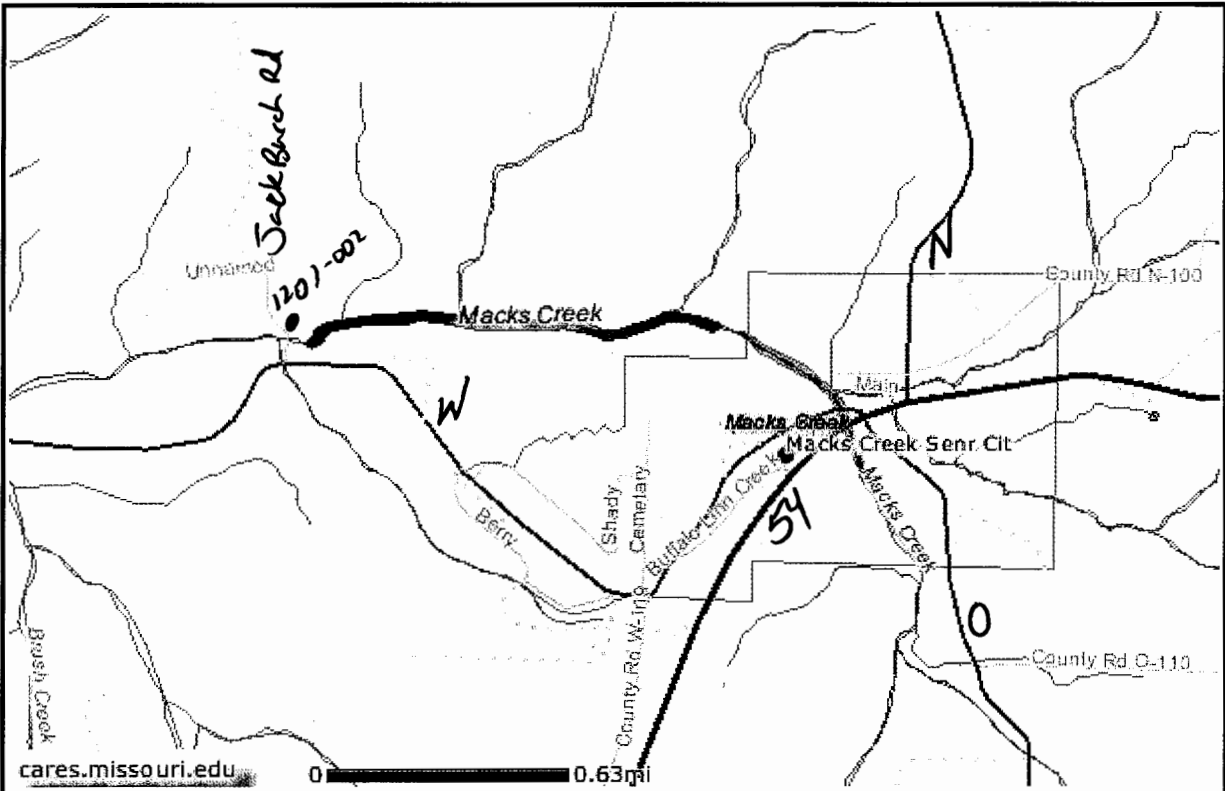 Jack Burch Rd
Unnamed
1201-002
Macks Creek
N
County Rd N-100
Main
W
Macks Creek
Macks Creek Senr Cit
Buffalo Linn Creek
54
Macks Creek
Shady
Cemetary
Berry
County Rd W-119
O
County Rd O-110
Brush Creek
cares.missouri.edu
0
0.63mi